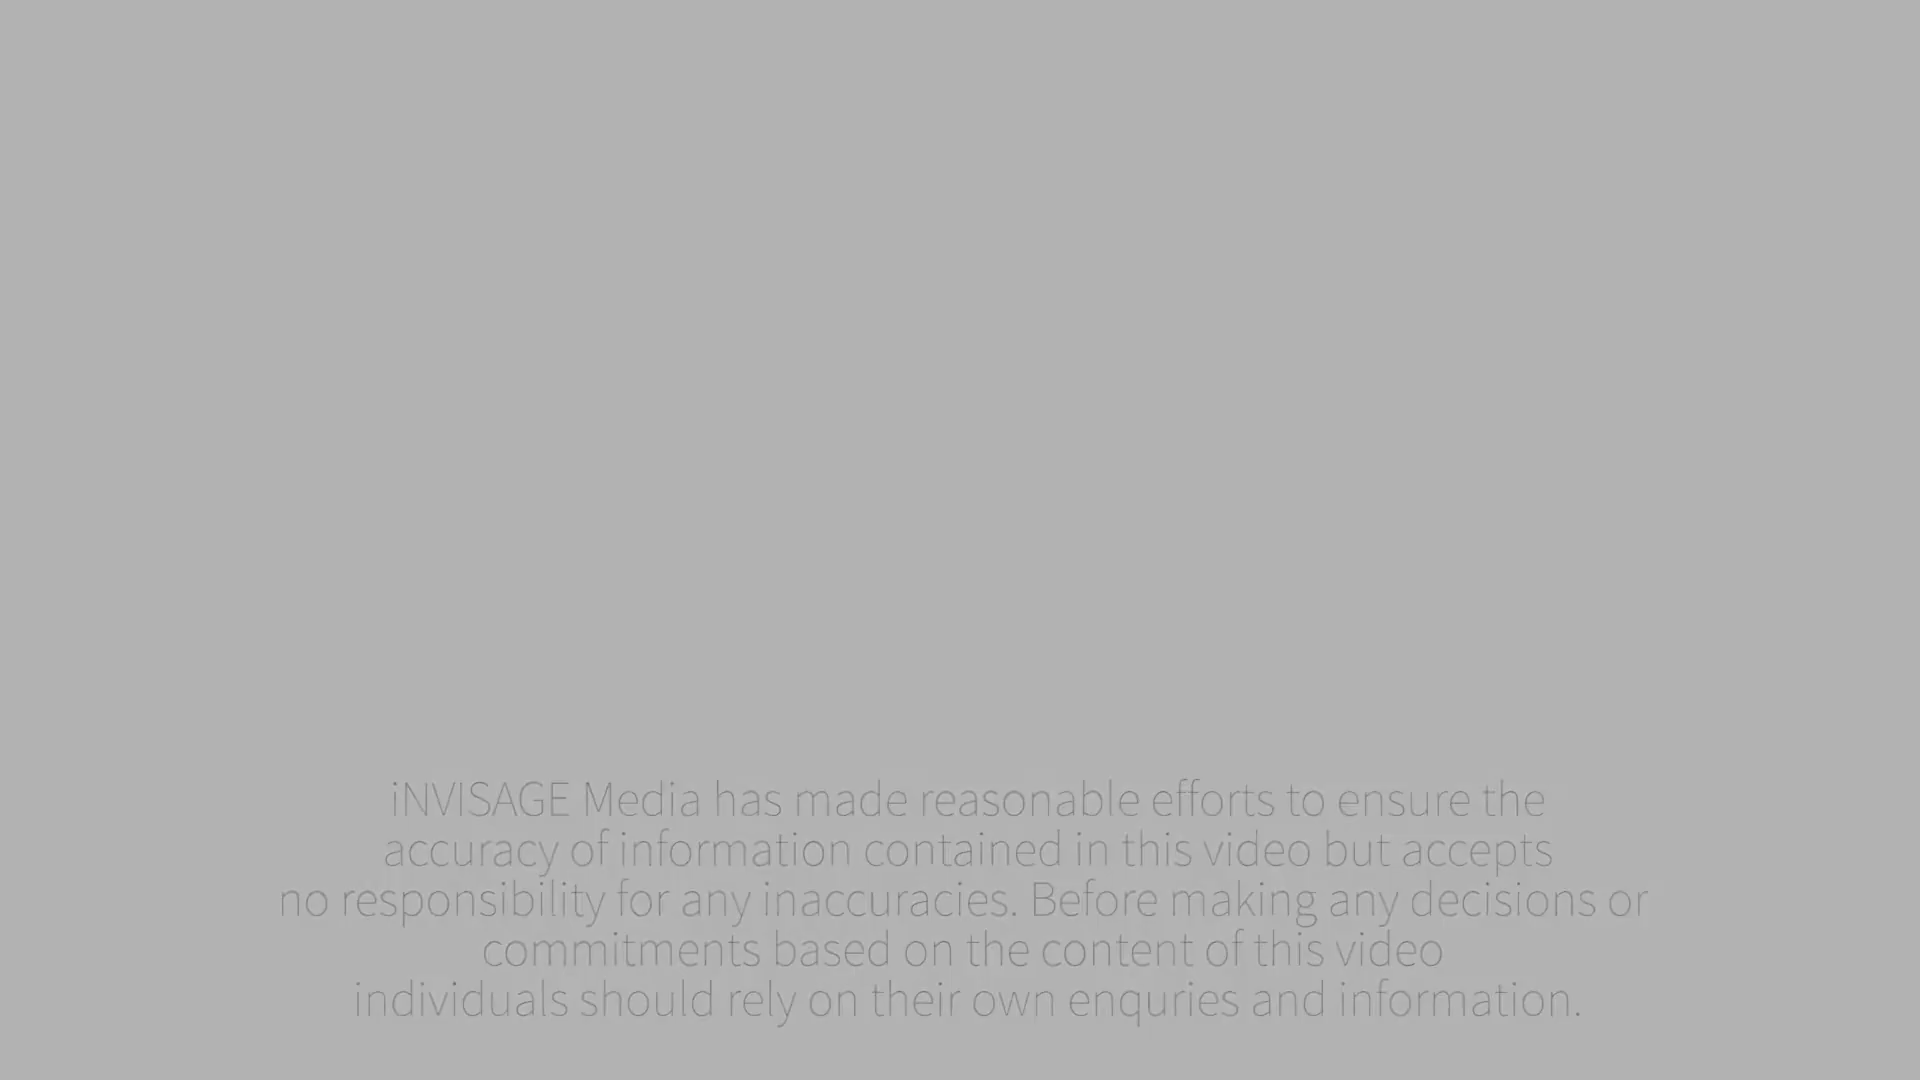 iNVISAGE Media has made reasonable efforts to ensure the
accuracy of information contained in this video but accepts
no responsibility for any inaccuracies. Before making any decisions or
commitments based on the content of this video
individuals should rely on their own enquries and information.